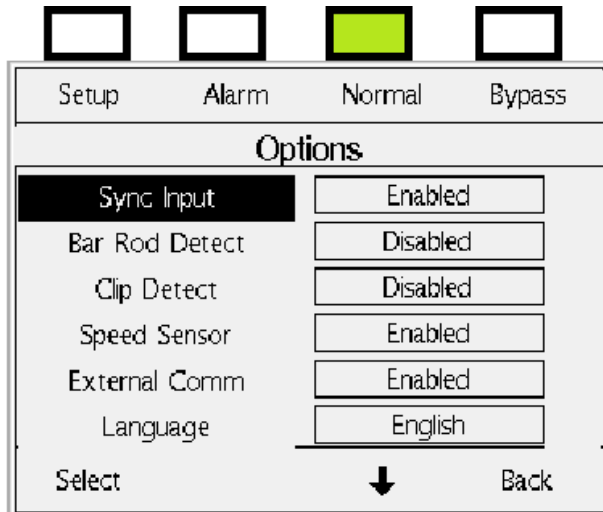 Setup Alarm Normal Bypass
Options
Sync Input Enabled
Bar Rod Detect Disabled
Clip Detect Disabled
Speed Sensor Enabled
External Comm Enabled
Language English
Select ↓ Back